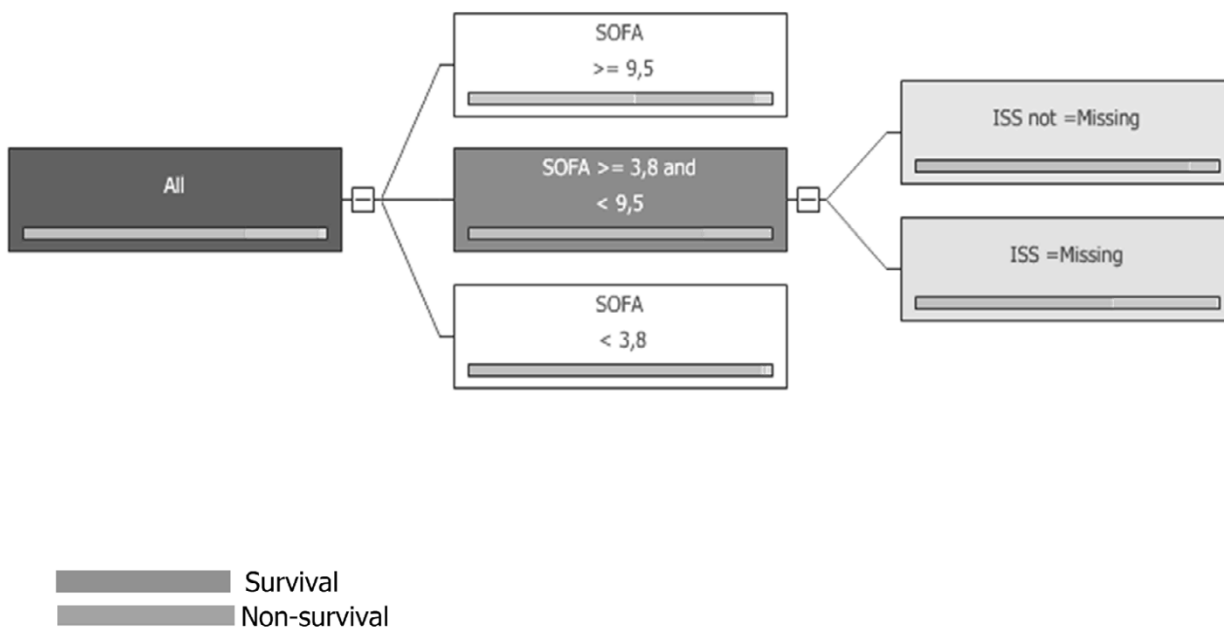 All
SOFA
>= 9,5
SOFA >= 3,8 and
< 9,5
SOFA
< 3,8
ISS not =Missing
ISS =Missing
Survival
Non-survival